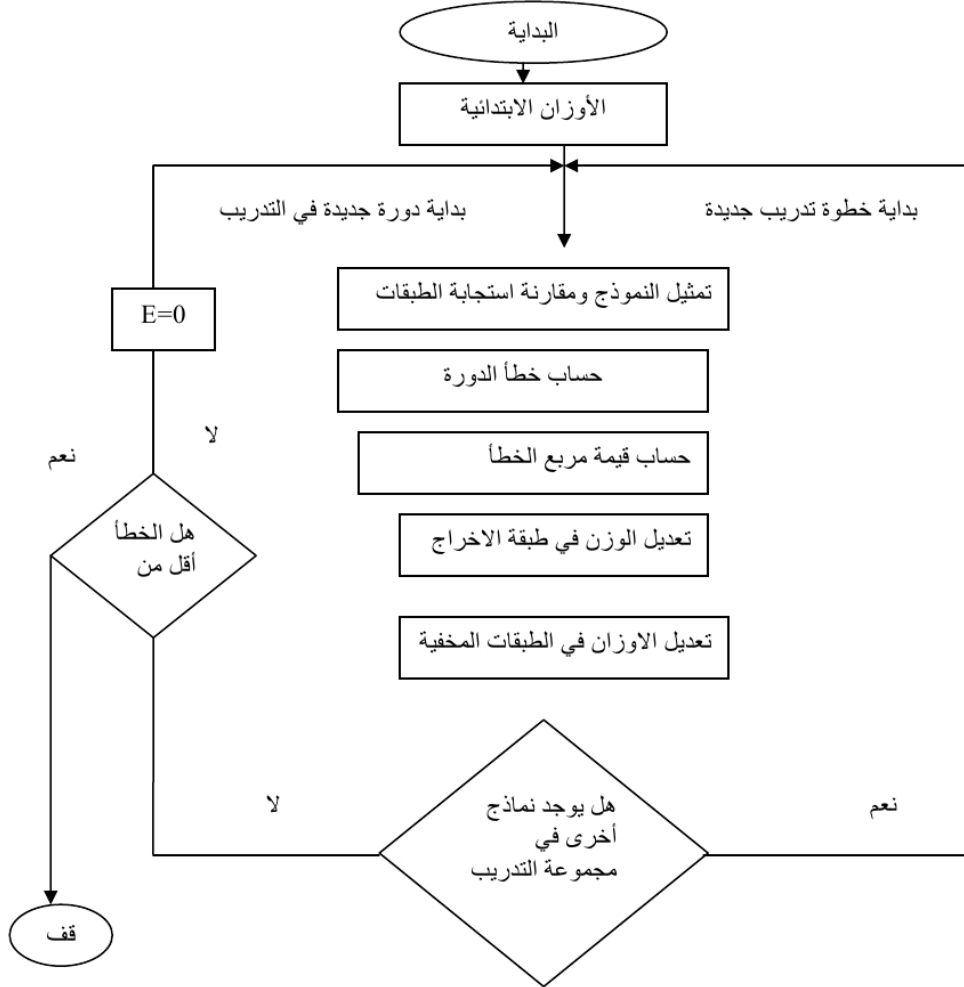 البداية
الأوزان الابتدائية
بداية خطوة تدريب جديدة
بداية دورة جديدة في التدريب
تمثيل النموذج ومقارنة استجابة الطبقات
E=0
حساب خطأ الدورة
لا
نعم
حساب قيمة مربع الخطأ
هل الخطأ
أقل من
تعديل الوزن في طبقة الاخراج
تعديل الاوزان في الطبقات المخفية
هل يوجد نماذج
أخرى في
مجموعة التدريب
نعم
لا
قف